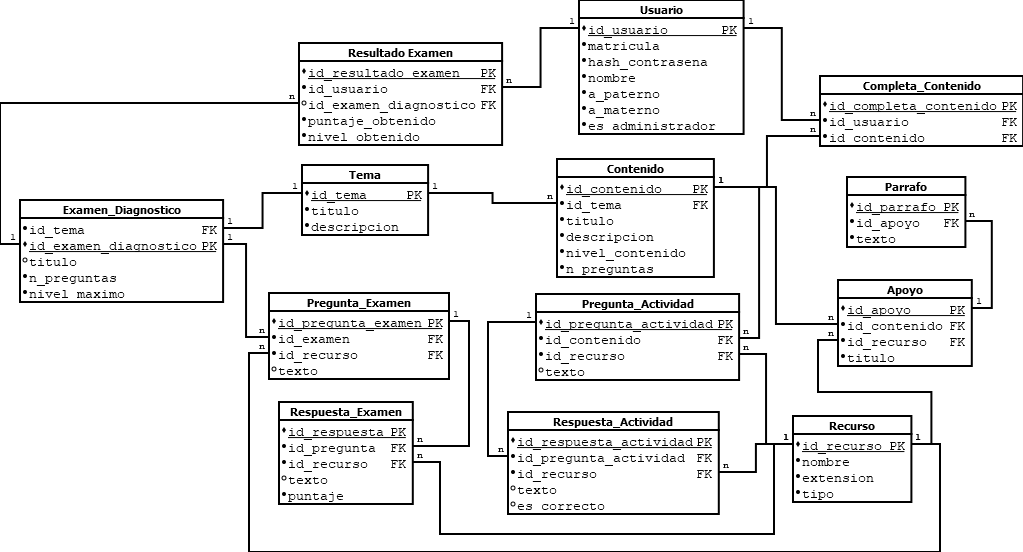 Usuario
id_usuario PK
matricula
hash_contrasena
nombre
a_paterno
a_materno
es_administrador
1
1
Resultado Examen
id_resultado_examen PK
id_usuario FK
id_examen_diagnostico FK
puntaje_obtenido
nivel_obtenido
n
n
Completa_Contenido
id_completa_contenido PK
id_usuario FK
id_contenido FK
n
n
Tema
id_tema PK
titulo
descripcion
1
1
Contenido
id_contenido PK
id_tema FK
titulo
descripcion
nivel_contenido
n_preguntas
n
1
Parrafo
id_parrafo PK
id_apoyo FK
texto
n
Examen_Diagnostico
id_tema FK
id_examen_diagnostico PK
titulo
n_preguntas
nivel_maximo
1
1
1
Apoyo
id_apoyo PK
id_contenido FK
id_recurso FK
titulo
1
n
n
Pregunta_Examen
id_pregunta_examen PK
id_examen FK
id_recurso FK
texto
1
n
n
Pregunta_Actividad
id_pregunta_actividad PK
id_contenido FK
id_recurso FK
texto
1
n
n
Respuesta_Examen
id_respuesta PK
id_pregunta FK
id_recurso FK
texto
puntaje
n
n
Respuesta_Actividad
id_respuesta_actividad PK
id_pregunta_actividad FK
id_recurso FK
texto
es_correcto
n
n
Recurso
id_recurso PK
nombre
extension
tipo
1
1